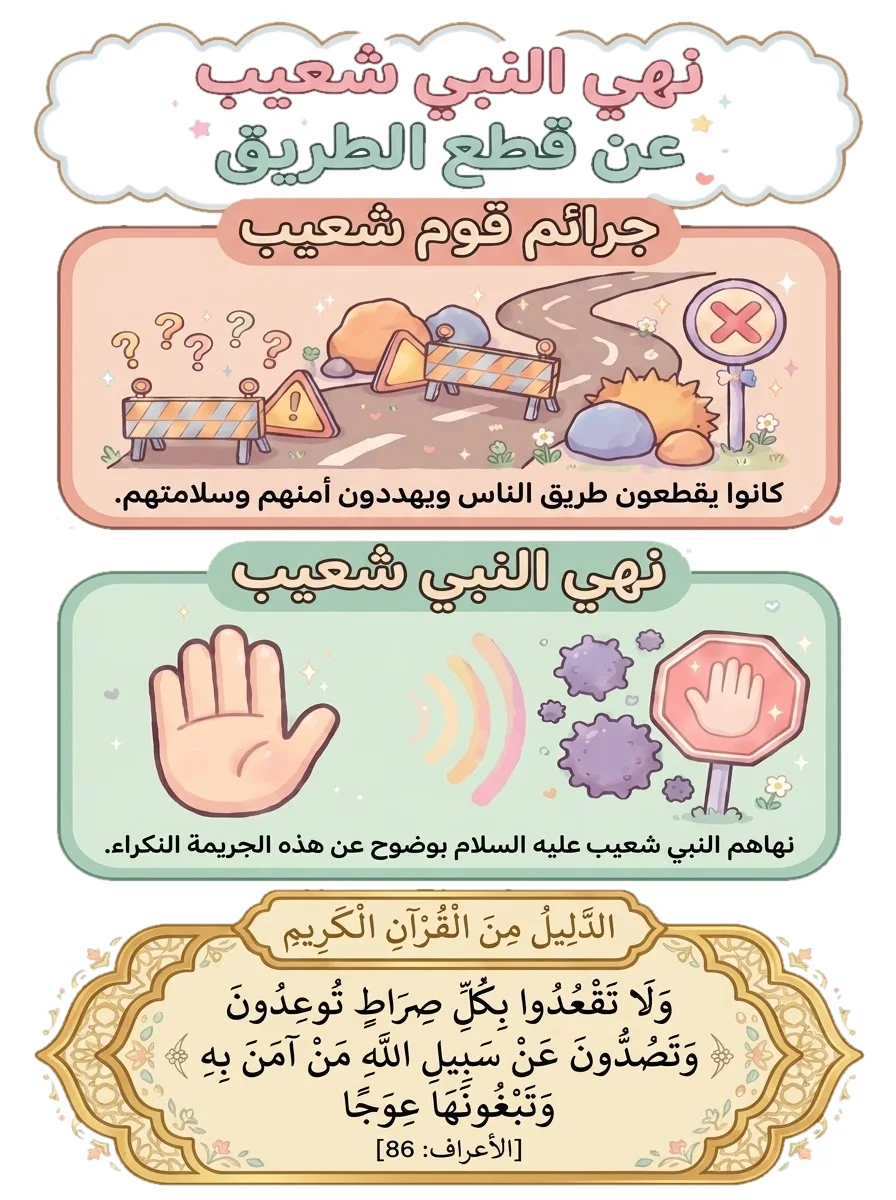 نهي النبي شعيب
عن قطع الطريق
جرائم قوم شعيب
كانوا يقطعون طريق الناس ويهددون أمنهم وسلامتهم.
نهي النبي شعيب
نهاهم النبي شعيب عليه السلام بوضوح عن هذه الجريمة النكراء.
الدَّلِيلُ مِنَ الْقُرْآنِ الْكَرِيمِ
وَلَا تَقْعُدُوا بِكُلِّ صِرَاطٍ تُوعِدُونَ
وَتَصُدُّونَ عَنْ سَبِيلِ اللَّهِ مَنْ آمَنَ بِهِ
وَتَبْغُونَهَا عِوَجًا
[الأعراف: 86]